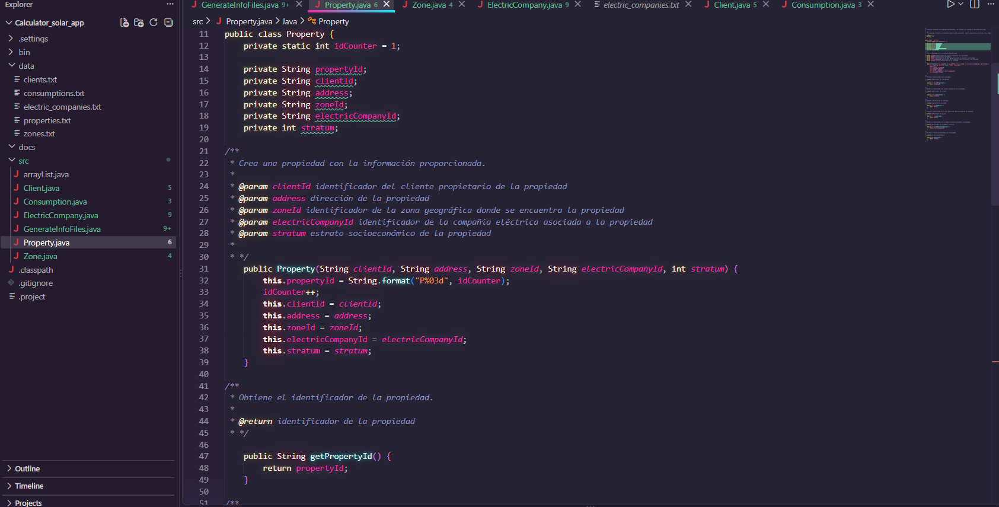 Explorer
Calculator_solar_app
.settings
bin
data
clients.txt
consumptions.txt
electric_companies.txt
properties.txt
zones.txt
docs
src
arrayList.java
Client.java 5
Consumption.java 3
ElectricCompany.java 9
GenerateInfoFiles.java 9+
Property.java 6
Zone.java 4
.classpath
.gitignore
.project
Outline
Timeline
Projects
GenerateInfoFiles.java 9+ Property.java 6 Zone.java 4 ElectricCompany.java 9 electric_companies.txt Client.java 5 Consumption.java 3
src > Property.java > Java > Property
11 public class Property {
12 private static int idCounter = 1;
13
14 private String propertyId;
15 private String clientId;
16 private String address;
17 private String zoneId;
18 private String electricCompanyId;
19 private int stratum;
20
21 /**
22 * Crea una propiedad con la información proporcionada.
23 *
24 * @param clientId identificador del cliente propietario de la propiedad
25 * @param address dirección de la propiedad
26 * @param zoneId identificador de la zona geográfica donde se encuentra la propiedad
27 * @param electricCompanyId identificador de la compañía eléctrica asociada a la propiedad
28 * @param stratum estrato socioeconómico de la propiedad
29 *
30 * */
31 public Property(String clientId, String address, String zoneId, String electricCompanyId, int stratum) {
32 this.propertyId = String.format("P%03d", idCounter);
33 idCounter++;
34 this.clientId = clientId;
35 this.address = address;
36 this.zoneId = zoneId;
37 this.electricCompanyId = electricCompanyId;
38 this.stratum = stratum;
39 }
40
41 /**
42 * Obtiene el identificador de la propiedad.
43 *
44 * @return identificador de la propiedad
45 * */
46
47 public String getPropertyId() {
48 return propertyId;
49 }
50
51 /**